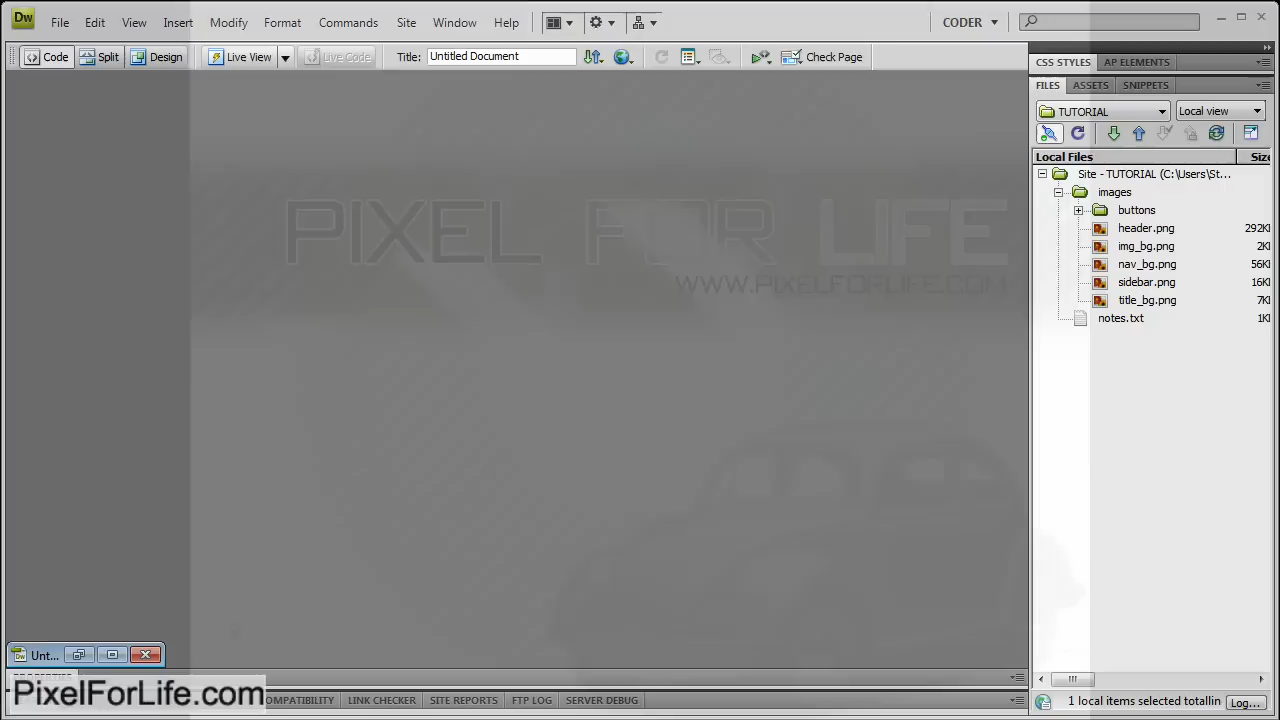 Dw File Edit View Insert Modify Format Commands Site Window Help CODER
Code Split Design Live View Live Code Title: Untitled Document Check Page
CSS STYLES AP ELEMENTS
FILES ASSETS SNIPPETS
TUTORIAL Local view
Local Files Size
Site - TUTORIAL (C:\Users\St...
images
buttons
header.png 292K
img_bg.png 2K
nav_bg.png 56K
sidebar.png 16K
title_bg.png 7K
notes.txt 1K
PIXEL FOR LIFE
WWW.PIXELFORLIFE.COM
Dw Unt...
PROPERTIES
PixelForLife.com
COMPATIBILITY LINK CHECKER SITE REPORTS FTP LOG SERVER DEBUG
1 local items selected totallin Log...